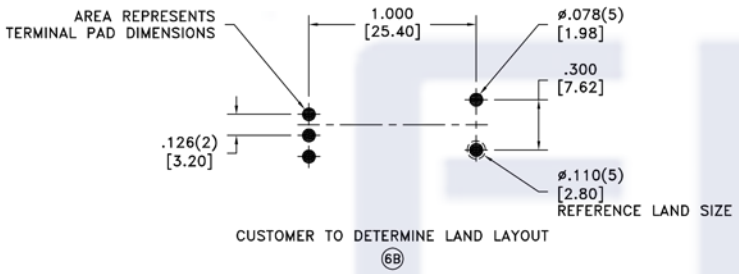 AREA REPRESENTS
TERMINAL PAD DIMENSIONS
1.000
[25.40]
ø.078(5)
[1.98]
.300
[7.62]
.126(2)
[3.20]
ø.110(5)
[2.80]
REFERENCE LAND SIZE
CUSTOMER TO DETERMINE LAND LAYOUT
6B